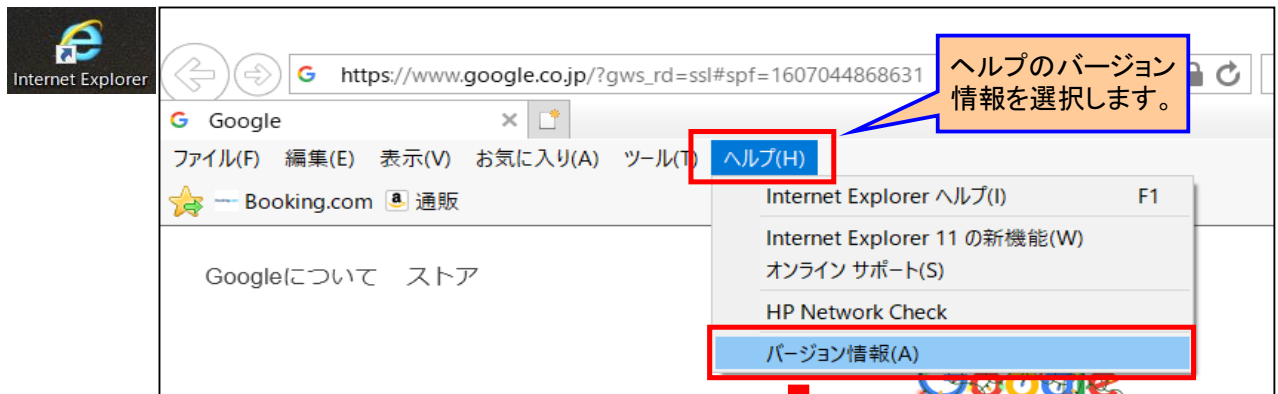 Internet Explorer
https://www.google.co.jp/?gws_rd=ssl#spf=1607044868631
ヘルプのバージョン
情報を選択します。
Google
ファイル(F) 編集(E) 表示(V) お気に入り(A) ツール(T) ヘルプ(H)
Booking.com 通販
Internet Explorer ヘルプ(I) F1
Internet Explorer 11 の新機能(W)
オンライン サポート(S)
HP Network Check
バージョン情報(A)
Googleについて ストア